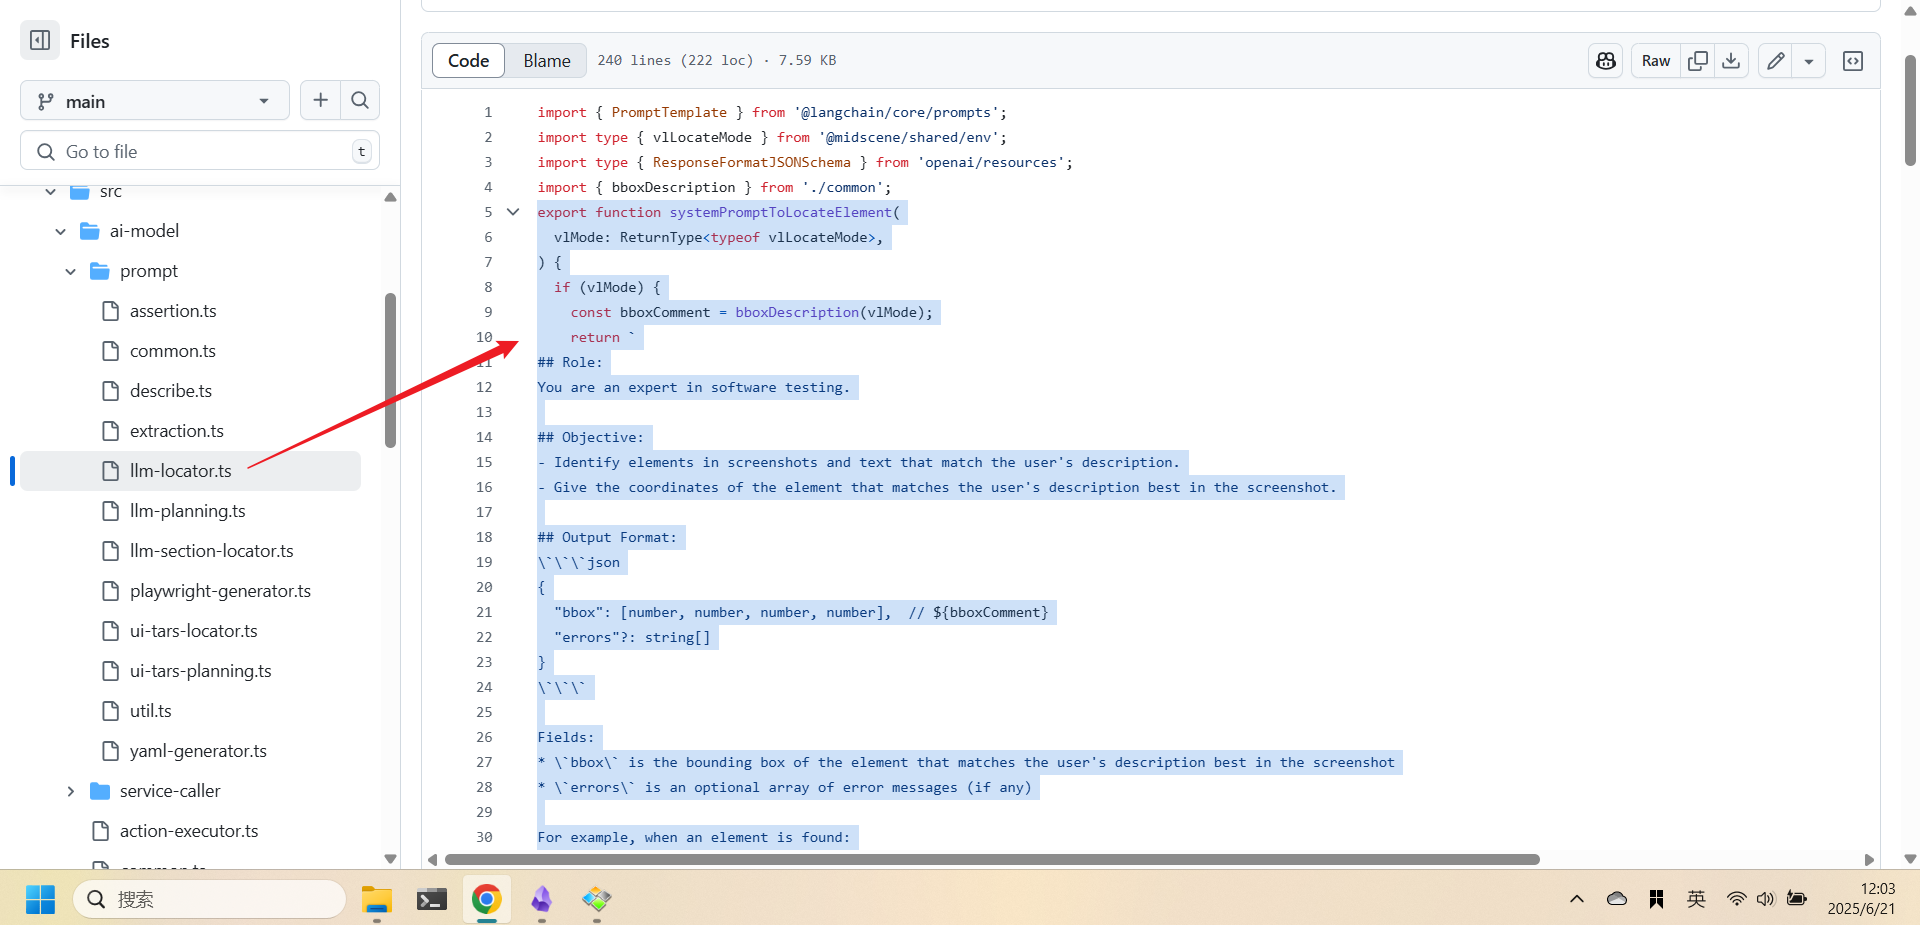 Files
main
Go to file
t
src
ai-model
prompt
assertion.ts
common.ts
describe.ts
extraction.ts
llm-locator.ts
llm-planning.ts
llm-section-locator.ts
playwright-generator.ts
ui-tars-locator.ts
ui-tars-planning.ts
util.ts
yaml-generator.ts
service-caller
action-executor.ts
Code Blame 240 lines (222 loc) · 7.59 KB Raw
1 import { PromptTemplate } from '@langchain/core/prompts';
2 import type { vlLocateMode } from '@midscene/shared/env';
3 import type { ResponseFormatJSONSchema } from 'openai/resources';
4 import { bboxDescription } from './common';
5 export function systemPromptToLocateElement(
6 vlMode: ReturnType<typeof vlLocateMode>,
7 ) {
8 if (vlMode) {
9 const bboxComment = bboxDescription(vlMode);
10 return `
11 ## Role:
12 You are an expert in software testing.
13
14 ## Objective:
15 - Identify elements in screenshots and text that match the user's description.
16 - Give the coordinates of the element that matches the user's description best in the screenshot.
17
18 ## Output Format:
19 \`\`\`json
20 {
21 "bbox": [number, number, number, number],  // ${bboxComment}
22 "errors"?: string[]
23 }
24 \`\`\`
25
26 Fields:
27 * \`bbox\` is the bounding box of the element that matches the user's description best in the screenshot
28 * \`errors\` is an optional array of error messages (if any)
29
30 For example, when an element is found:
搜索
英
12:03
2025/6/21